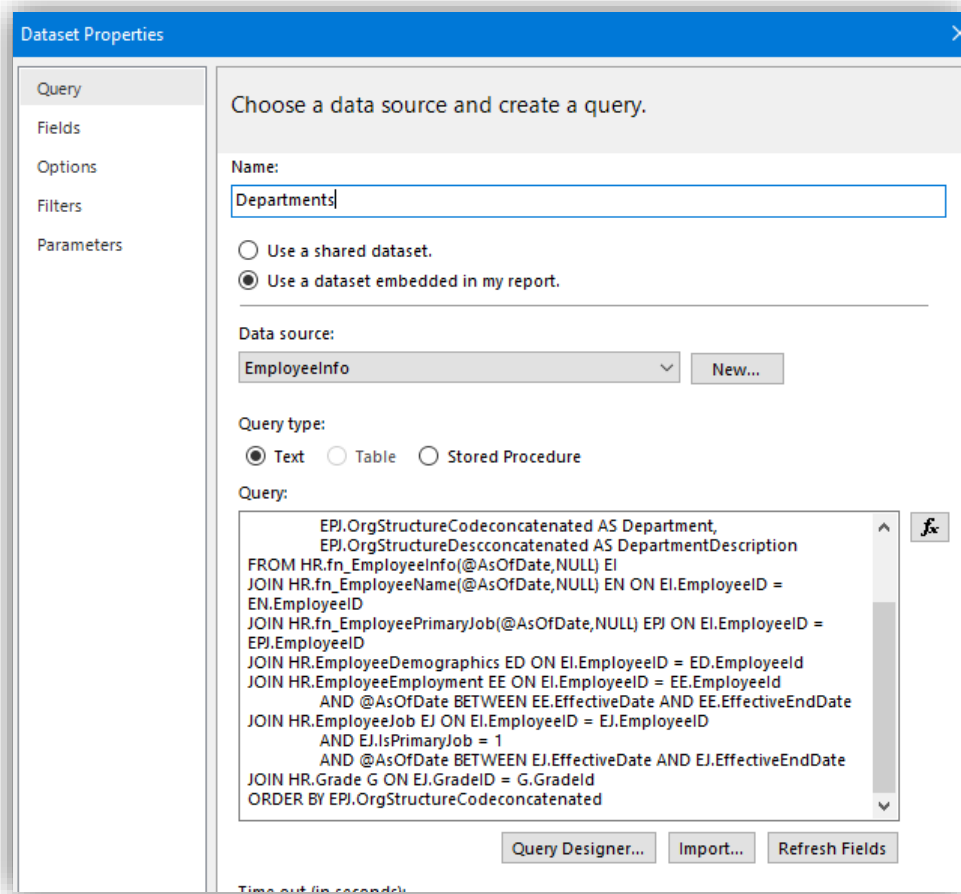 Dataset Properties
Query
Fields
Options
Filters
Parameters
Choose a data source and create a query.
Name:
Departments
Use a shared dataset.
Use a dataset embedded in my report.
Data source:
EmployeeInfo
New...
Query type:
Text Table Stored Procedure
Query:
EPJ.OrgStructureCodeconcatenated AS Department,
EPJ.OrgStructureDescconcatenated AS DepartmentDescription
FROM HR.fn_EmployeeInfo(@AsOfDate,NULL) EI
JOIN HR.fn_EmployeeName(@AsOfDate,NULL) EN ON EI.EmployeeID =
EN.EmployeeID
JOIN HR.fn_EmployeePrimaryJob(@AsOfDate,NULL) EPJ ON EI.EmployeeID =
EPJ.EmployeeID
JOIN HR.EmployeeDemographics ED ON EI.EmployeeID = ED.EmployeeId
JOIN HR.EmployeeEmployment EE ON EI.EmployeeID = EE.EmployeeId
AND @AsOfDate BETWEEN EE.EffectiveDate AND EE.EffectiveEndDate
JOIN HR.EmployeeJob EJ ON EI.EmployeeID = EJ.EmployeeID
AND EJ.IsPrimaryJob = 1
AND @AsOfDate BETWEEN EJ.EffectiveDate AND EJ.EffectiveEndDate
JOIN HR.Grade G ON EJ.GradeID = G.GradeId
ORDER BY EPJ.OrgStructureCodeconcatenated
fx
Query Designer... Import... Refresh Fields
Time out (in seconds):